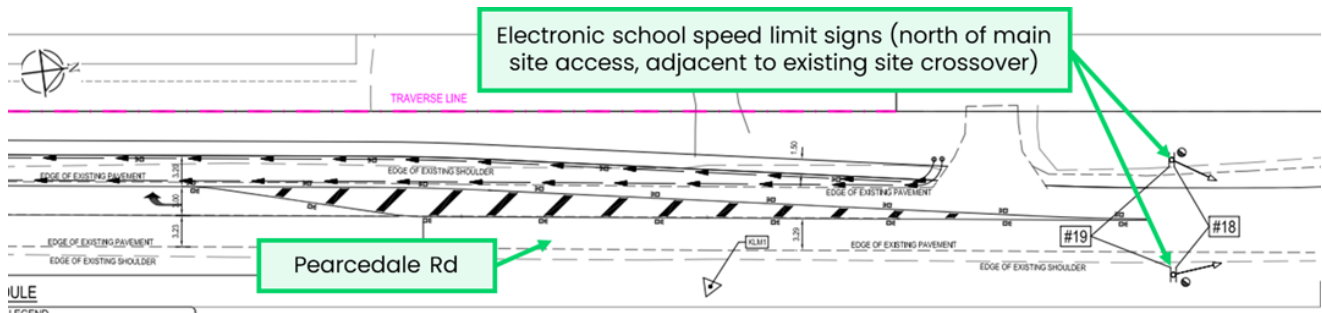 Electronic school speed limit signs (north of main
site access, adjacent to existing site crossover)
N
TRAVERSE LINE
1.50
EDGE OF EXISTING SHOULDER
3.25
EDGE OF EXISTING PAVEMENT
EDGE OF EXISTING PAVEMENT
3.00
#18
#19
3.23
3.29
KLM1
EDGE OF EXISTING PAVEMENT
EDGE OF EXISTING PAVEMENT
EDGE OF EXISTING SHOULDER
Pearcedale Rd
EDGE OF EXISTING SHOULDER
ULE
LEGEND